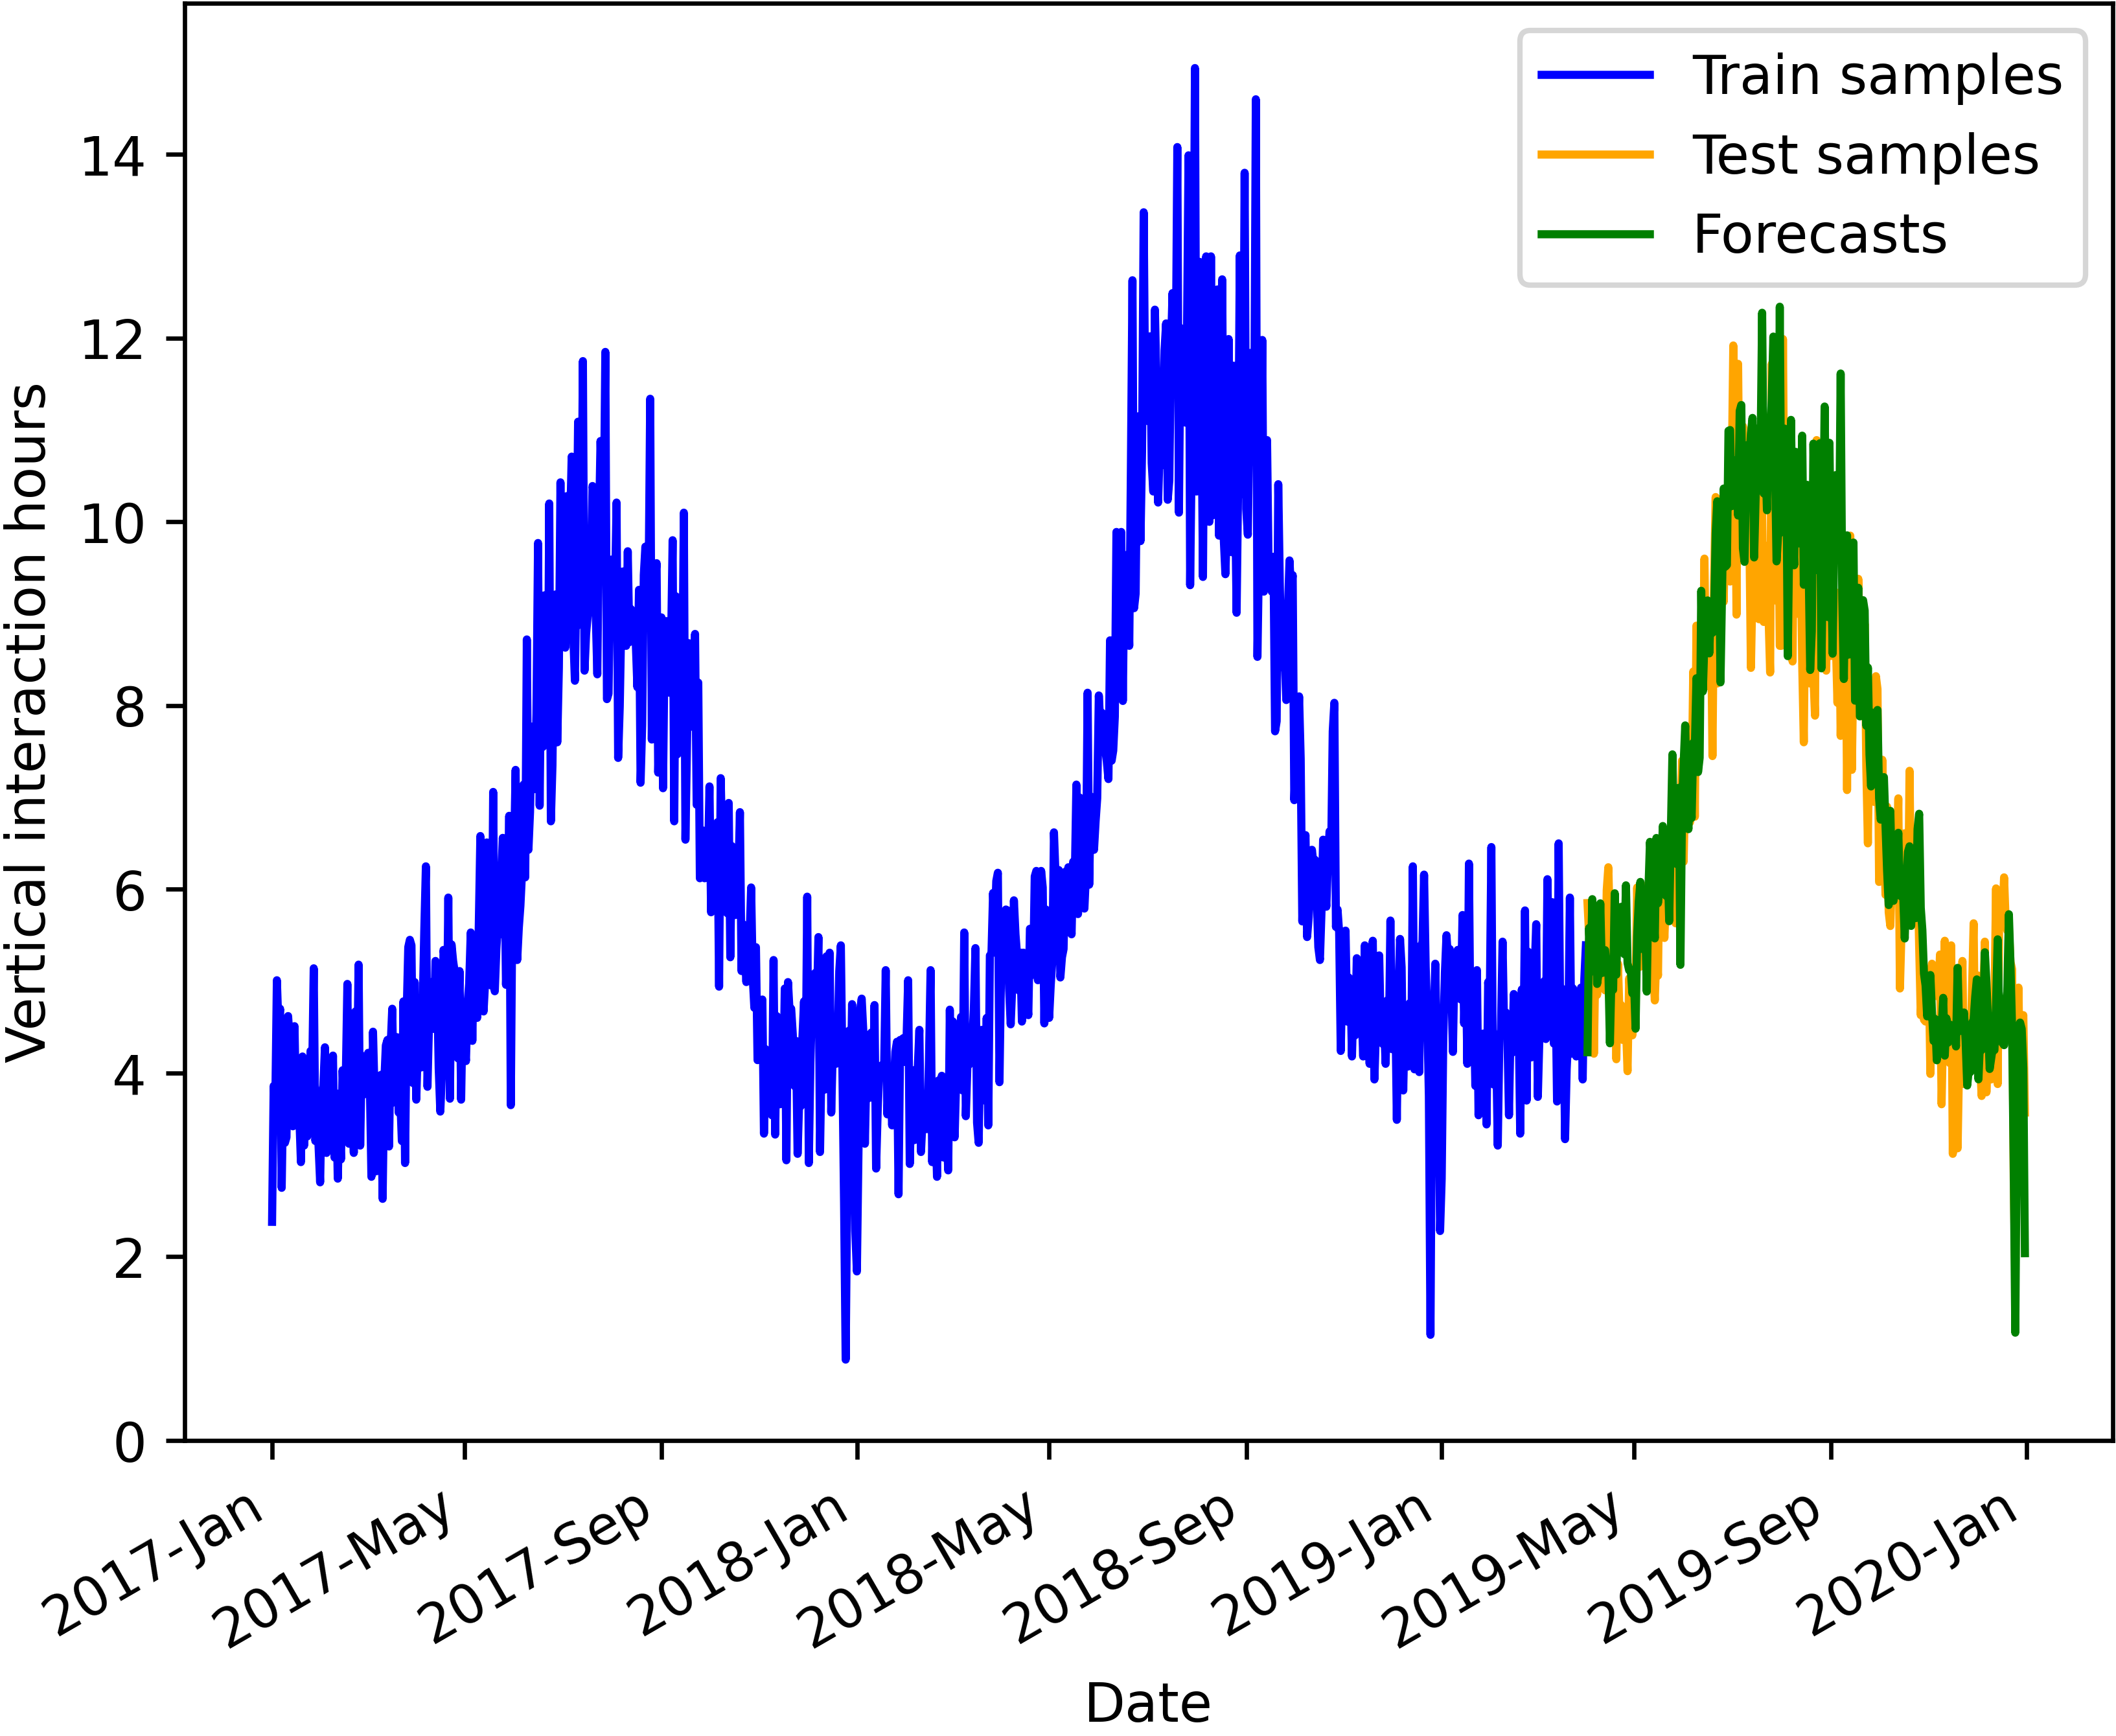 Train samples
Test samples
Forecasts
Vertical interaction hours
14
12
10
8
6
4
2
0
2017-Jan
2017-May
2017-Sep
2018-Jan
2018-May
2018-Sep
2019-Jan
2019-May
2019-Sep
2020-Jan
Date